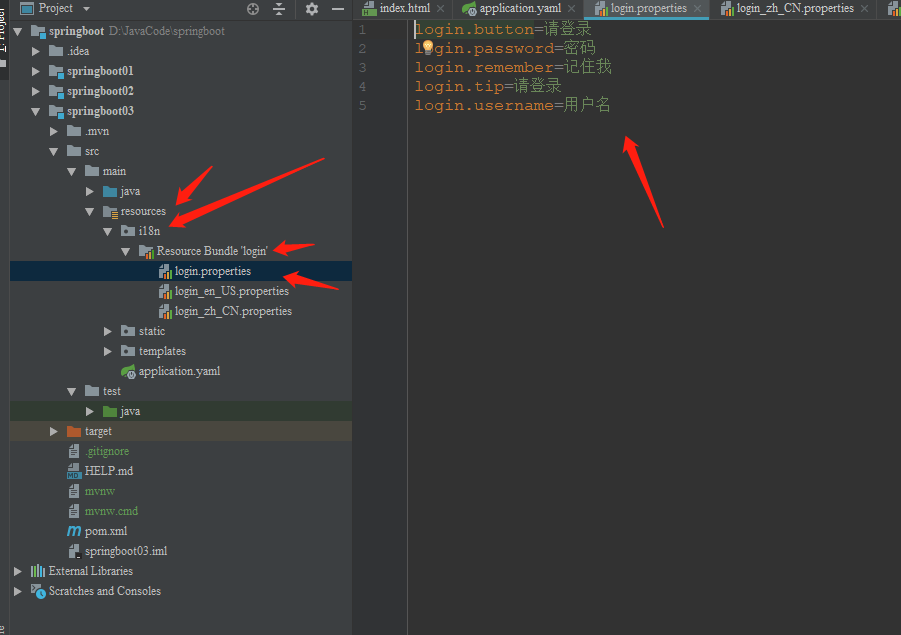 Project
index.html
application.yaml
login.properties
login_zh_CN.properties
springboot D:\JavaCode\springboot
.idea
springboot01
springboot02
springboot03
.mvn
src
main
java
resources
i18n
Resource Bundle 'login'
login.properties
login_en_US.properties
login_zh_CN.properties
static
templates
application.yaml
test
java
target
.gitignore
HELP.md
mvnw
mvnw.cmd
pom.xml
springboot03.iml
External Libraries
Scratches and Consoles
1 login.button=请登录
2 login.password=密码
3 login.remember=记住我
4 login.tip=请登录
5 login.username=用户名